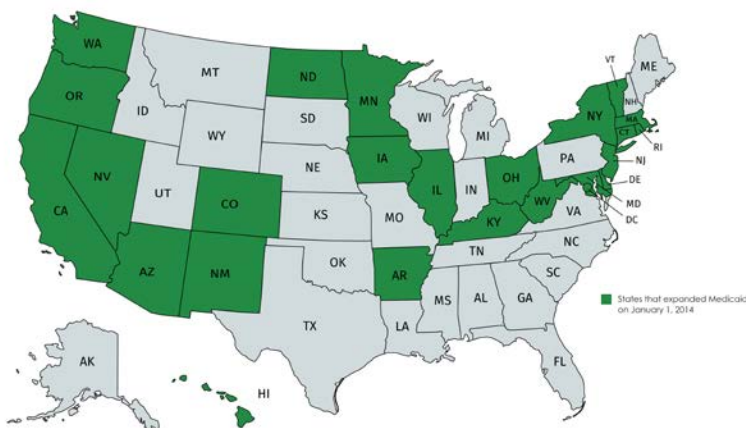 WA
MT
ND
MN
VT
ME
OR
ID
SD
WI
MI
NY
NH
MA
CT
RI
WY
NE
IA
PA
NJ
NV
UT
CO
IL
IN
OH
DE
MD
DC
CA
KS
MO
KY
WV
VA
AZ
NM
OK
AR
TN
NC
SC
TX
LA
MS
AL
GA
FL
AK
HI
States that expanded Medicaid
on January 1, 2014